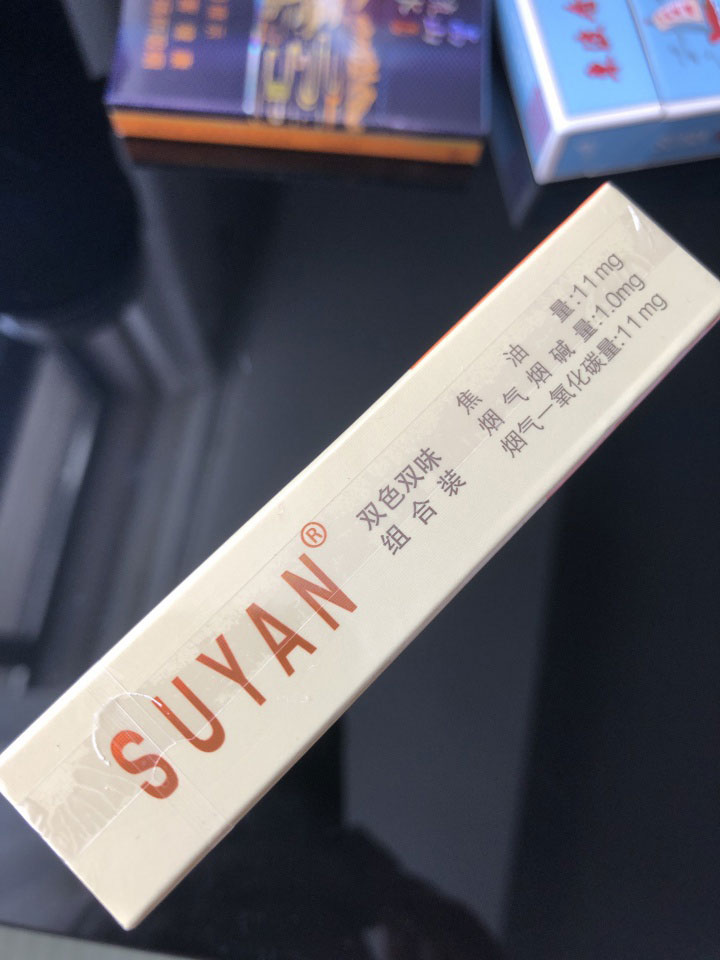 SUYAN®
双色双味
组合装
焦油量:11mg
烟气烟碱量:1.0mg
烟气一氧化碳量:11mg